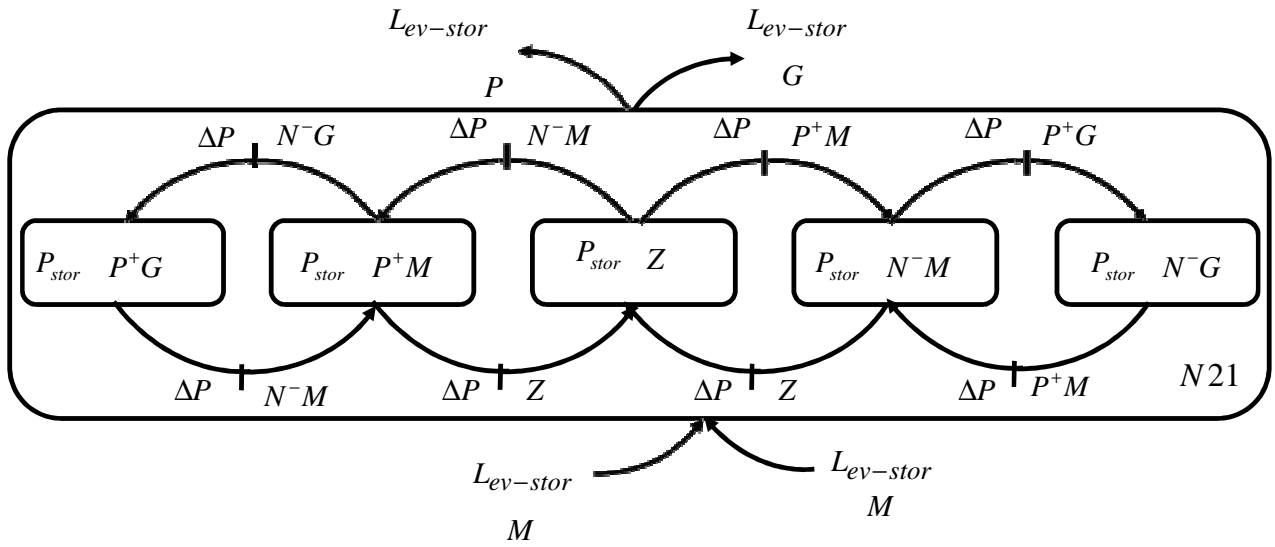 L_{ev-stor} L_{ev-stor}
P G
ΔP N⁻G ΔP N⁻M ΔP P⁺M ΔP P⁺G
P_{stor} P⁺G P_{stor} P⁺M P_{stor} Z P_{stor} N⁻M P_{stor} N⁻G
ΔP N⁻M ΔP Z ΔP Z ΔP P⁺M N21
L_{ev-stor} L_{ev-stor}
M M